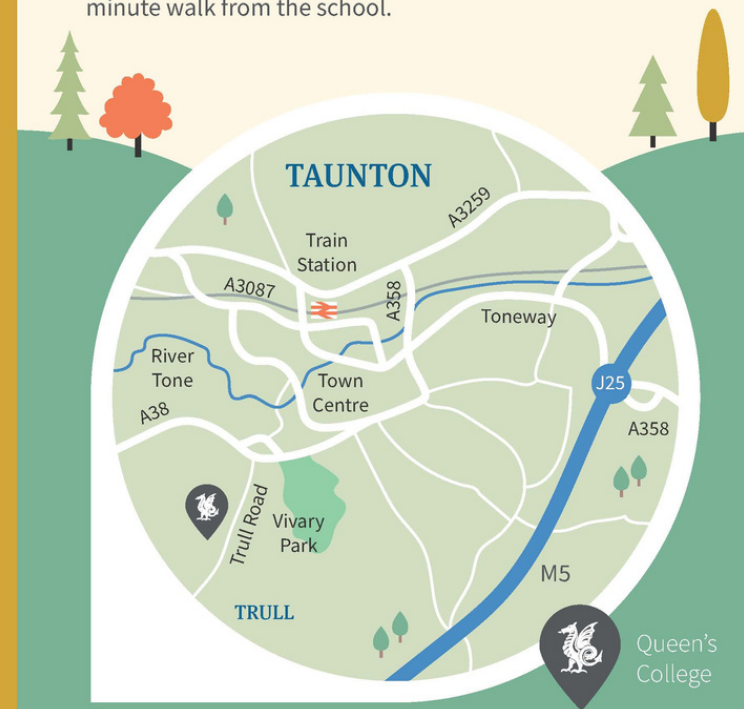 minute walk from the school.
TAUNTON
A3259
Train
Station
A3087
A358
Toneway
River
Tone
Town
Centre
J25
A38
A358
Trull Road
Vivary
Park
M5
TRULL
Queen's
College